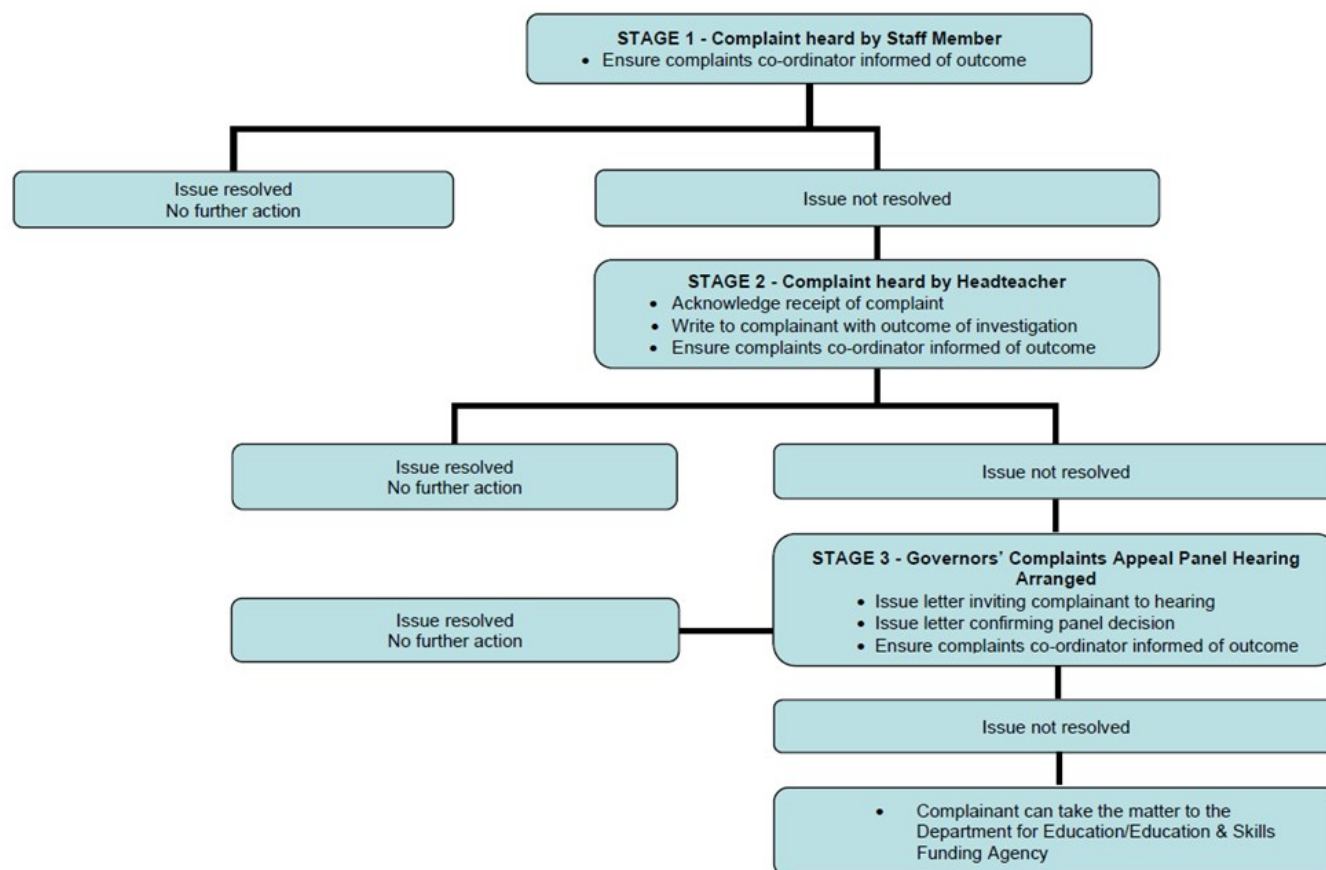 STAGE 1 - Complaint heard by Staff Member
• Ensure complaints co-ordinator informed of outcome
Issue resolved
No further action
Issue not resolved
STAGE 2 - Complaint heard by Headteacher
• Acknowledge receipt of complaint
• Write to complainant with outcome of investigation
• Ensure complaints co-ordinator informed of outcome
Issue resolved
No further action
Issue not resolved
STAGE 3 - Governors’ Complaints Appeal Panel Hearing
Arranged
• Issue letter inviting complainant to hearing
• Issue letter confirming panel decision
• Ensure complaints co-ordinator informed of outcome
Issue resolved
No further action
Issue not resolved
• Complainant can take the matter to the
Department for Education/Education & Skills
Funding Agency